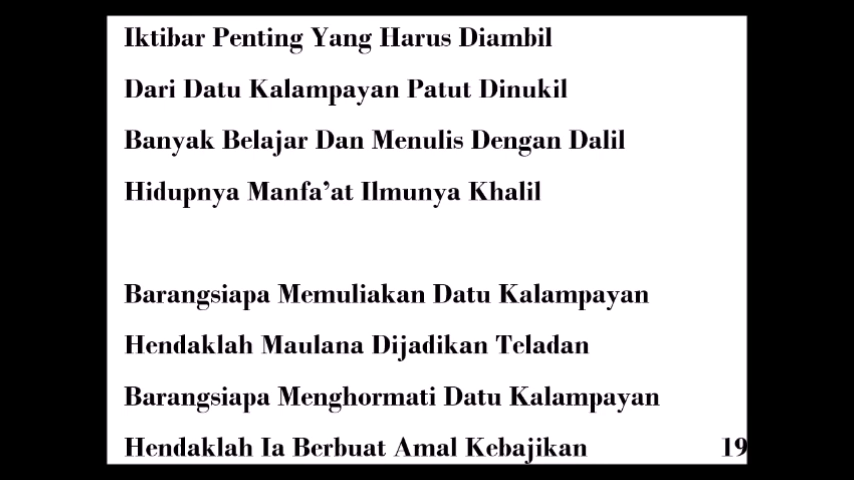 Iktibar Penting Yang Harus Diambil
Dari Datu Kalampayan Patut Dinukil
Banyak Belajar Dan Menulis Dengan Dalil
Hidupnya Manfa’at Ilmunya Khalil
Barangsiapa Memuliakan Datu Kalampayan
Hendaklah Maulana Dijadikan Teladan
Barangsiapa Menghormati Datu Kalampayan
Hendaklah Ia Berbuat Amal Kebajikan
19